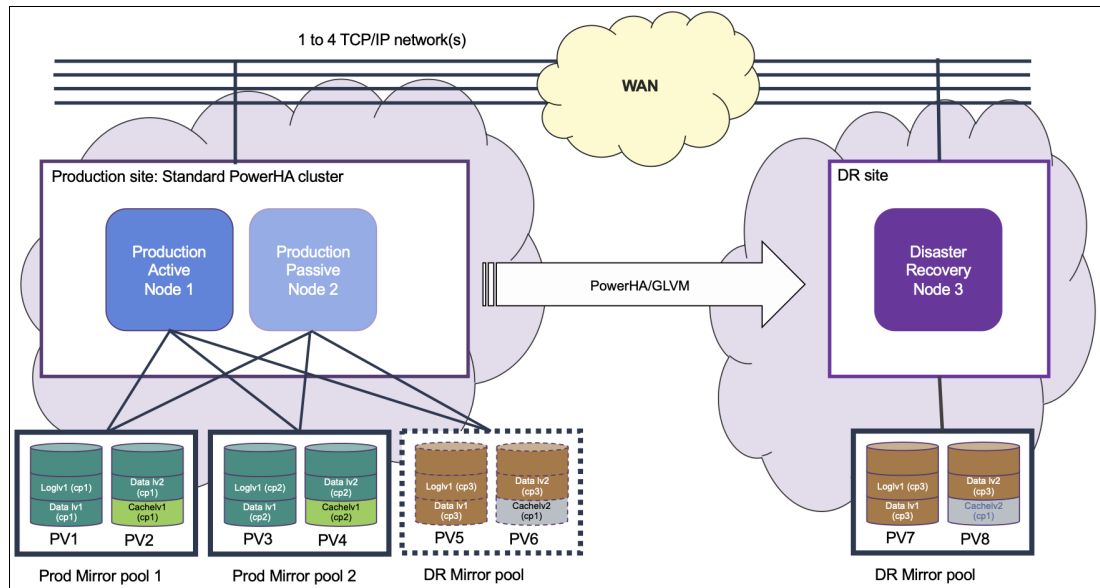 1 to 4 TCP/IP network(s)
WAN
Production site: Standard PowerHA cluster
Production
Active
Node 1
Production
Passive
Node 2
PowerHA/GLVM
DR site
Disaster
Recovery
Node 3
Loglv1 (cp1)
Data lv1
(cp1)
PV1
Data lv2
(cp1)
Cachelv1
(cp1)
PV2
Prod Mirror pool 1
Loglv1 (cp2)
Data lv1
(cp2)
PV3
Data lv2
(cp2)
Cachelv1
(cp2)
PV4
Prod Mirror pool 2
Loglv1 (cp3)
Data lv1
(cp3)
PV5
Data lv2
(cp3)
Cachelv2
(cp1)
PV6
DR Mirror pool
Loglv1 (cp3)
Data lv1
(cp3)
PV7
Data lv2
(cp3)
Cachelv2
(cp1)
PV8
DR Mirror pool